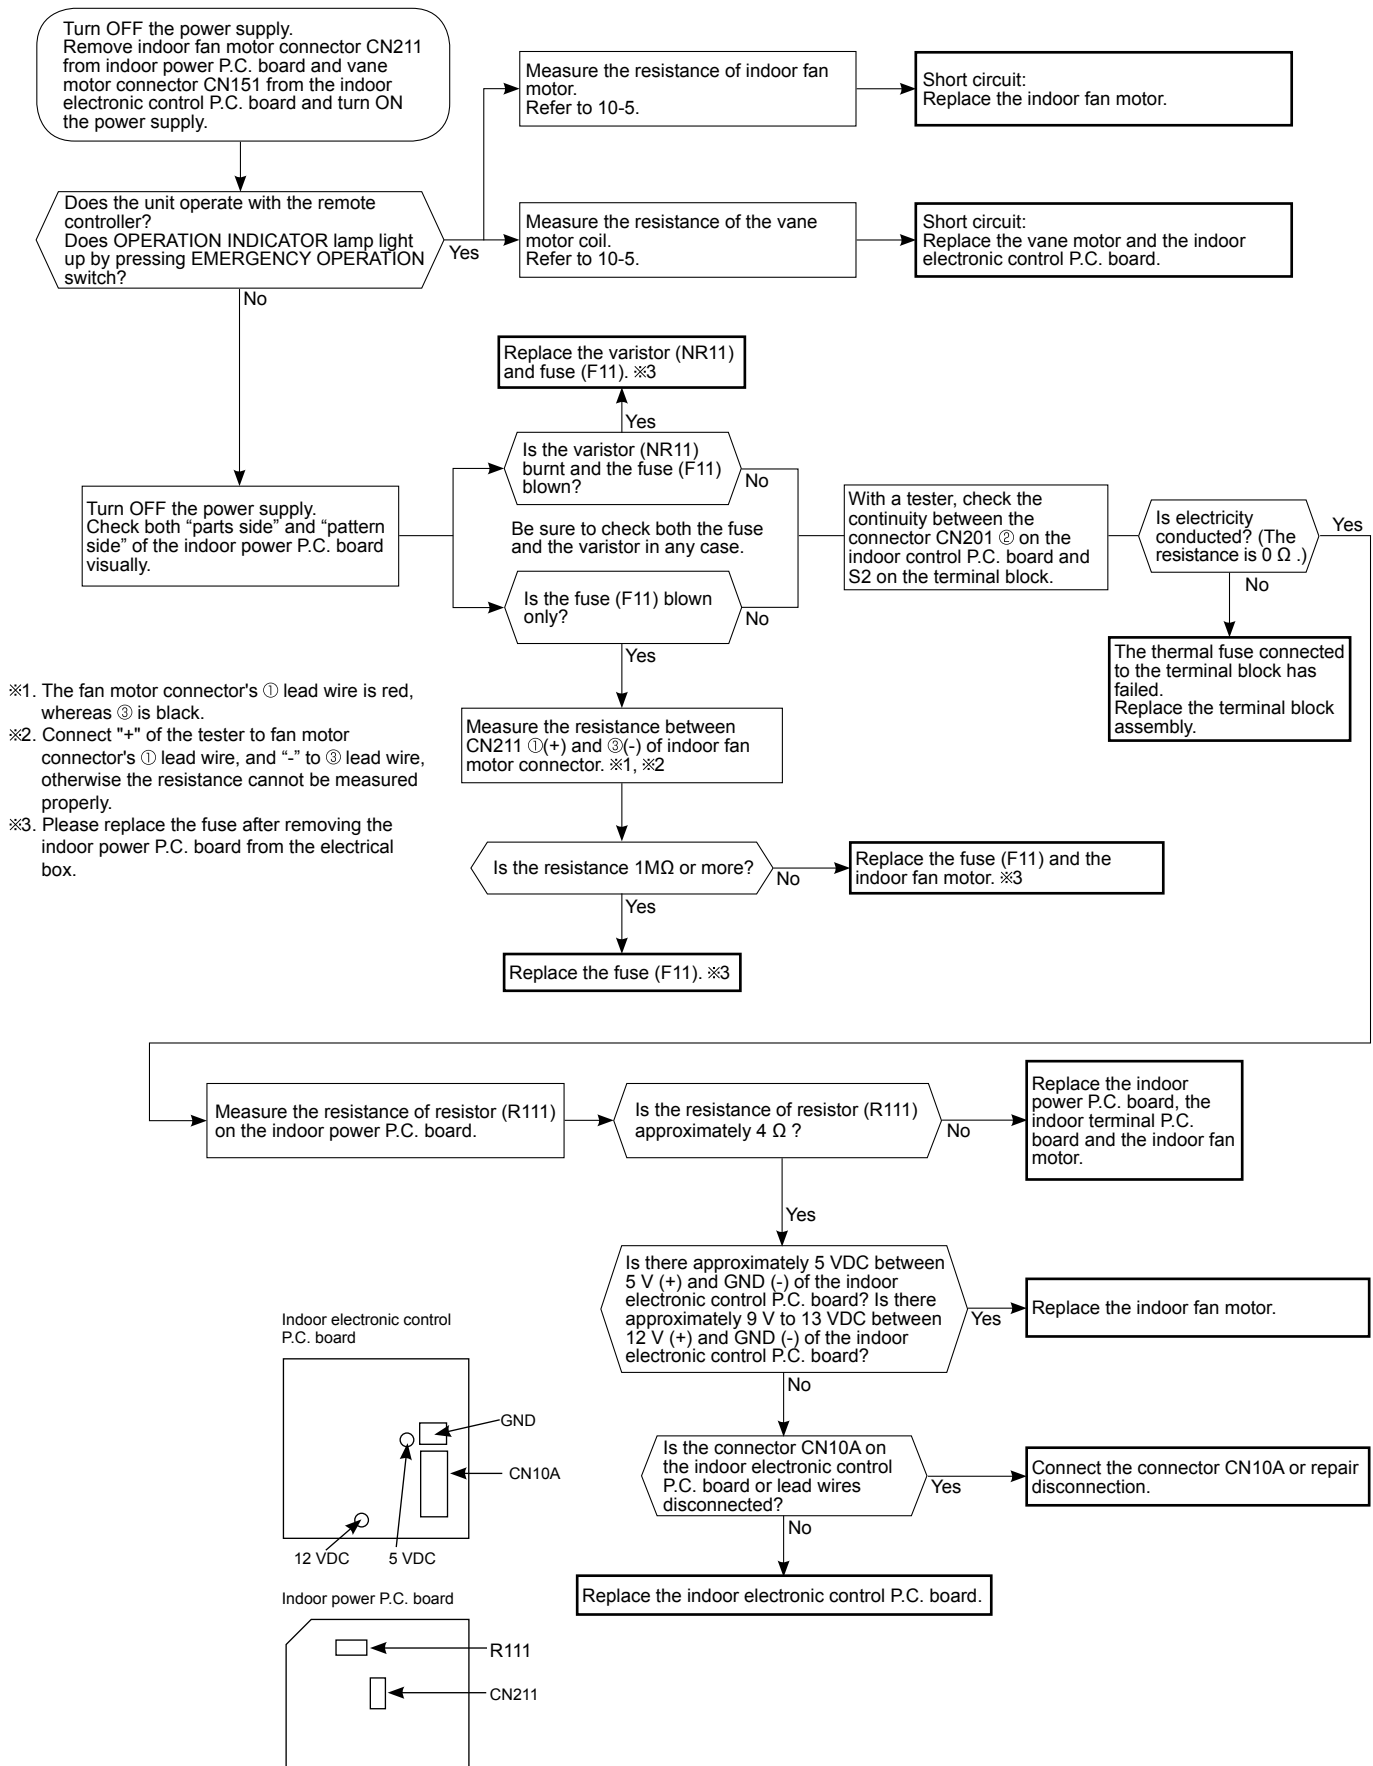 Turn OFF the power supply.
Remove indoor fan motor connector CN211
from indoor power P.C. board and vane
motor connector CN151 from the indoor
electronic control P.C. board and turn ON
the power supply.
Measure the resistance of indoor fan
motor.
Refer to 10-5.
Short circuit:
Replace the indoor fan motor.
Does the unit operate with the remote
controller?
Does OPERATION INDICATOR lamp light
up by pressing EMERGENCY OPERATION
switch?
Yes
Measure the resistance of the vane
motor coil.
Refer to 10-5.
Short circuit:
Replace the vane motor and the indoor
electronic control P.C. board.
No
Replace the varistor (NR11)
and fuse (F11). ※3
Yes
Is the varistor (NR11)
burnt and the fuse (F11)
blown?
No
Turn OFF the power supply.
Check both “parts side” and “pattern
side” of the indoor power P.C. board
visually.
Be sure to check both the fuse
and the varistor in any case.
With a tester, check the
continuity between the
connector CN201 ② on the
indoor control P.C. board and
S2 on the terminal block.
Is electricity
conducted? (The
resistance is 0 Ω .)
Yes
No
Is the fuse (F11) blown
only?
No
Yes
The thermal fuse connected
to the terminal block has
failed.
Replace the terminal block
assembly.
※1. The fan motor connector's ① lead wire is red,
whereas ③ is black.
※2. Connect "+" of the tester to fan motor
connector's ① lead wire, and “-” to ③ lead wire,
otherwise the resistance cannot be measured
properly.
※3. Please replace the fuse after removing the
indoor power P.C. board from the electrical
box.
Measure the resistance between
CN211 ①(+) and ③(-) of indoor fan
motor connector. ※1, ※2
Is the resistance 1MΩ or more?
No
Replace the fuse (F11) and the
indoor fan motor. ※3
Yes
Replace the fuse (F11). ※3
Measure the resistance of resistor (R111)
on the indoor power P.C. board.
Is the resistance of resistor (R111)
approximately 4 Ω ?
No
Replace the indoor
power P.C. board, the
indoor terminal P.C.
board and the indoor fan
motor.
Yes
Is there approximately 5 VDC between
5 V (+) and GND (-) of the indoor
electronic control P.C. board? Is there
approximately 9 V to 13 VDC between
12 V (+) and GND (-) of the indoor
electronic control P.C. board?
Yes
Replace the indoor fan motor.
No
Is the connector CN10A on
the indoor electronic control
P.C. board or lead wires
disconnected?
Yes
Connect the connector CN10A or repair
disconnection.
No
Replace the indoor electronic control P.C. board.
Indoor electronic control
P.C. board
GND
CN10A
12 VDC
5 VDC
Indoor power P.C. board
R111
CN211